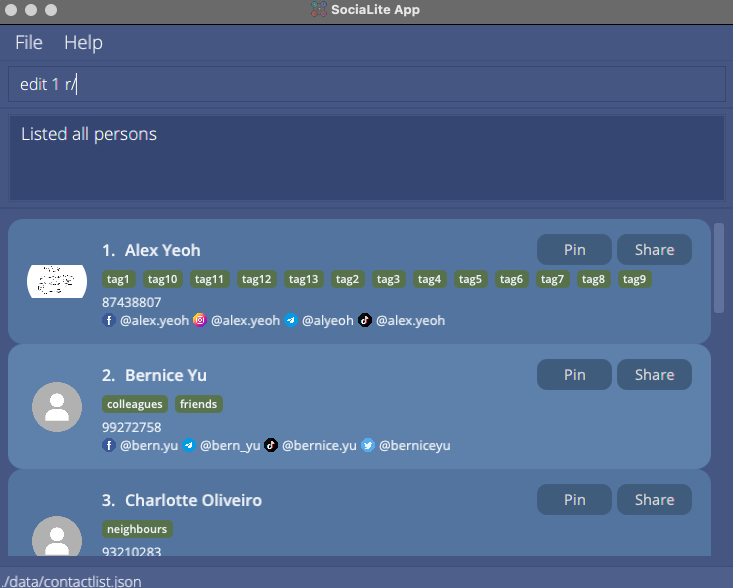 SociaLite App
File Help
edit 1 r/
Listed all persons
1. Alex Yeoh
Pin Share
tag1 tag10 tag11 tag12 tag13 tag2 tag3 tag4 tag5 tag6 tag7 tag8 tag9
87438807
@alex.yeoh @alex.yeoh @alyeoh @alex.yeoh
2. Bernice Yu
Pin Share
colleagues friends
99272758
@bern.yu @bern_yu @bernice.yu @berniceyu
3. Charlotte Oliveiro
Pin Share
neighbours
93210283
./data/contactlist.json